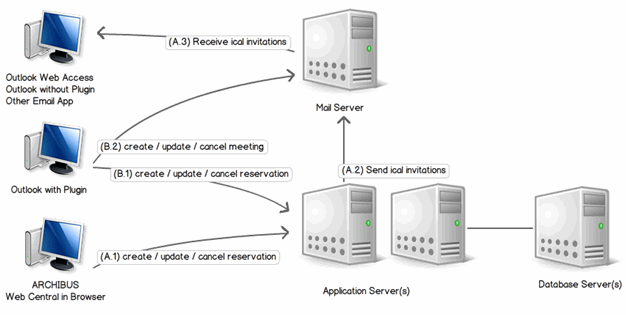 (A.3) Receive ical invitations
Outlook Web Access
Outlook without Plugin
Other Email App
Mail Server
(B.2) create / update / cancel meeting
(A.2) Send ical invitations
(B.1) create / update / cancel reservation
Outlook with Plugin
(A.1) create / update / cancel reservation
ARCHIBUS
Web Central in Browser
Application Server(s)
Database Server(s)